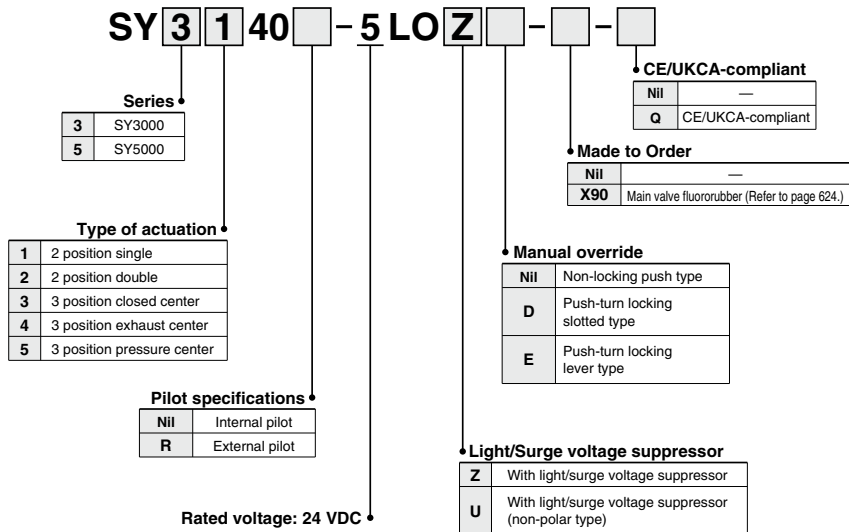 SY 3 1 40 - 5 LO Z - -
CE/UKCA-compliant
Nil —
Q CE/UKCA-compliant
Series
3 SY3000
5 SY5000
Made to Order
Nil —
X90 Main valve fluororubber (Refer to page 624.)
Type of actuation
1 2 position single
2 2 position double
3 3 position closed center
4 3 position exhaust center
5 3 position pressure center
Manual override
Nil Non-locking push type
D Push-turn locking
slotted type
E Push-turn locking
lever type
Pilot specifications
Nil Internal pilot
R External pilot
Light/Surge voltage suppressor
Z With light/surge voltage suppressor
U With light/surge voltage suppressor
(non-polar type)
Rated voltage: 24 VDC